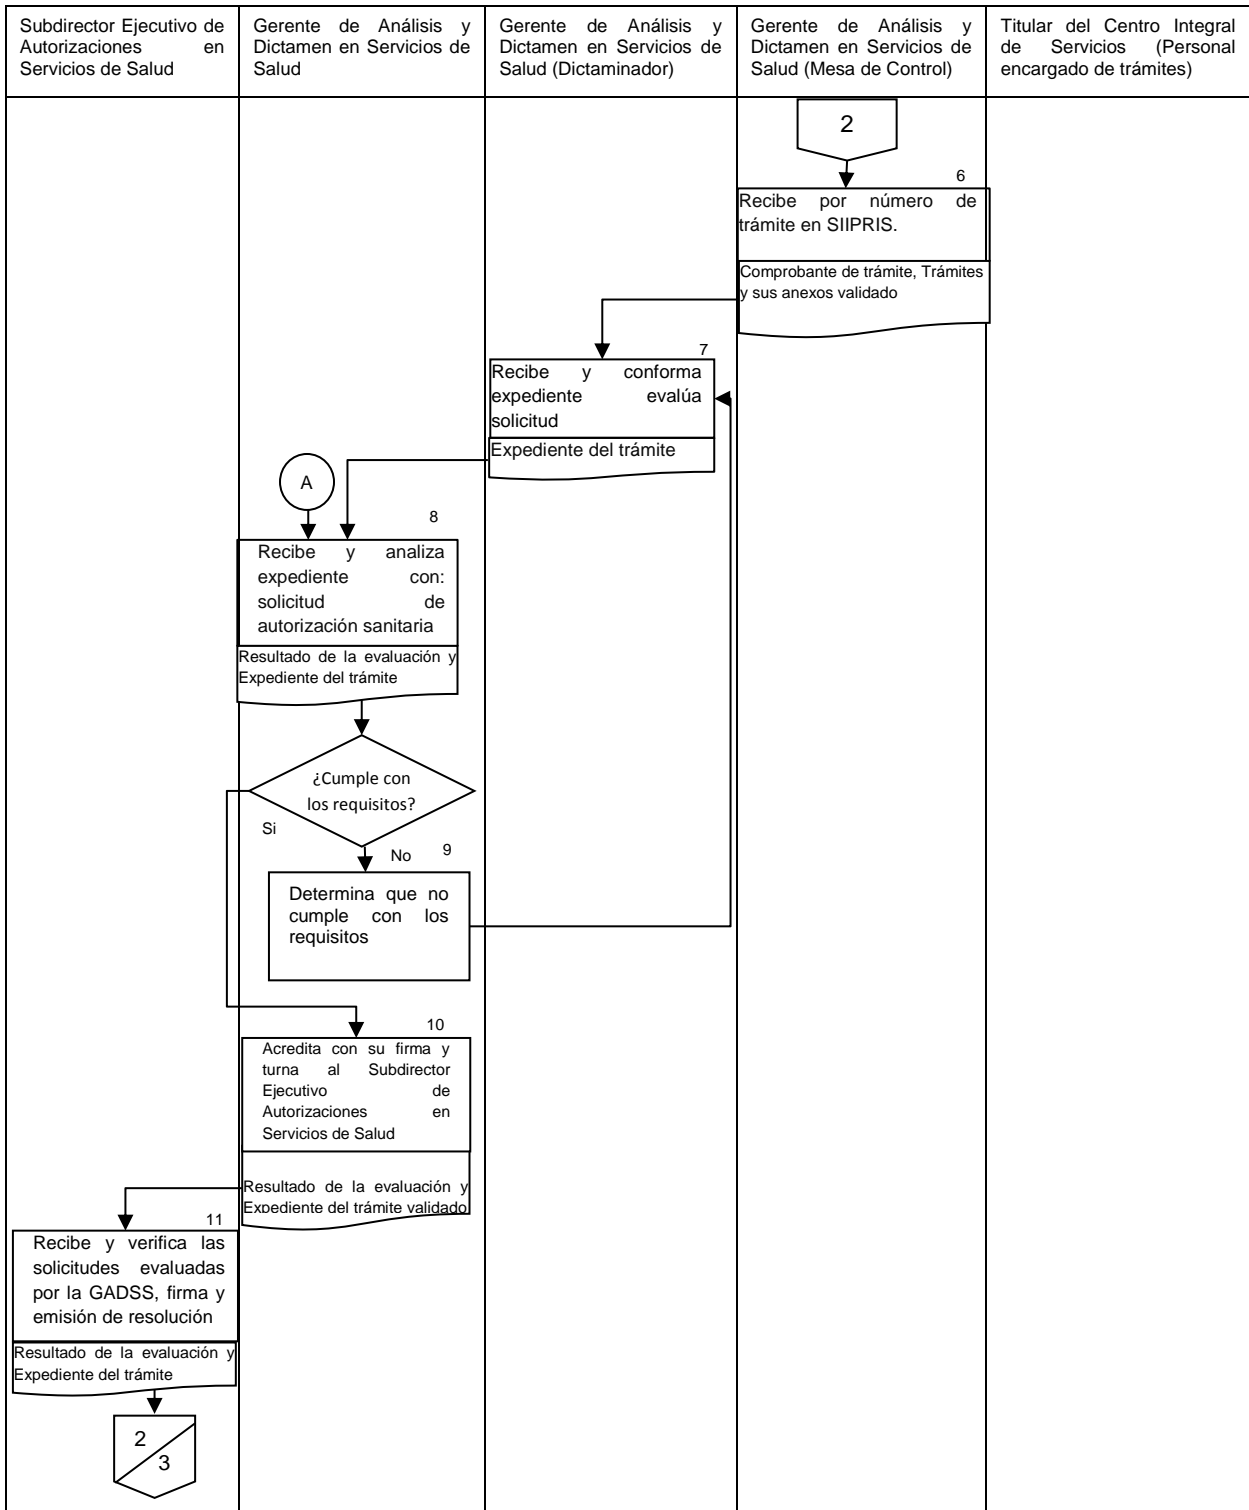 Subdirector Ejecutivo de
Autorizaciones en
Servicios de Salud
Gerente de Análisis y
Dictamen en Servicios de
Salud
Gerente de Análisis y
Dictamen en Servicios de
Salud (Dictaminador)
Gerente de Análisis y
Dictamen en Servicios de
Salud (Mesa de Control)
Titular del Centro Integral
de Servicios (Personal
encargado de trámites)
2
6
Recibe por número de
trámite en SIIPRIS.
Comprobante de trámite, Trámites
y sus anexos validado
7
Recibe y conforma
expediente evalúa
solicitud
Expediente del trámite
A
8
Recibe y analiza
expediente con:
solicitud de
autorización sanitaria
Resultado de la evaluación y
Expediente del trámite
¿Cumple con
los requisitos?
Si
No
9
Determina que no
cumple con los
requisitos
10
Acredita con su firma y
turna al Subdirector
Ejecutivo de
Autorizaciones en
Servicios de Salud
Resultado de la evaluación y
Expediente del trámite validado
11
Recibe y verifica las
solicitudes evaluadas
por la GADSS, firma y
emisión de resolución
Resultado de la evaluación y
Expediente del trámite
2
3